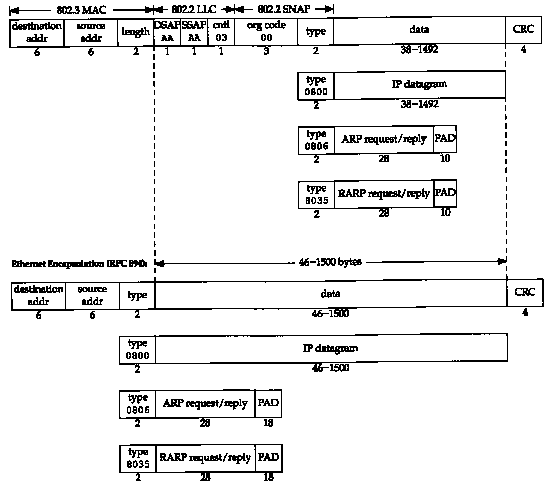 802.3 MAC 802.2 LLC 802.2 SNAP
destination addr source addr length DSAP AA SSAP AA cntl 03 org code 00 type data CRC
6 6 2 1 1 1 3 2 38-1492 4
type 0800 IP datagram
2 38-1492
type 0806 ARP request/reply PAD
2 28 10
type 8035 RARP request/reply PAD
2 28 10
Ethernet Encapsulation (RFC 894): 46-1500 bytes
destination addr source addr type data CRC
6 6 2 46-1500 4
type 0800 IP datagram
2 46-1500
type 0806 ARP request/reply PAD
2 28 18
type 8035 RARP request/reply PAD
2 28 18